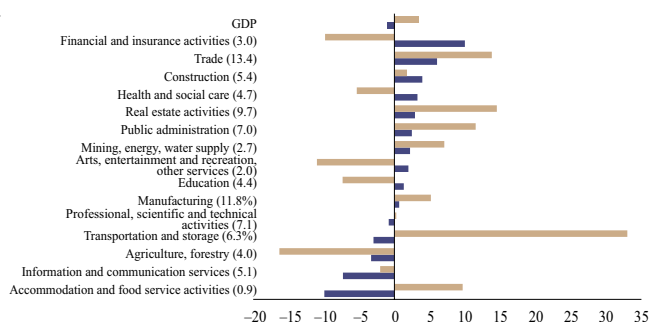 GDP
Financial and insurance activities (3.0)
Trade (13.4)
Construction (5.4)
Health and social care (4.7)
Real estate activities (9.7)
Public administration (7.0)
Mining, energy, water supply (2.7)
Arts, entertainment and recreation,
other services (2.0)
Education (4.4)
Manufacturing (11.8%)
Professional, scientific and technical
activities (7.1)
Transportation and storage (6.3%)
Agriculture, forestry (4.0)
Information and communication services (5.1)
Accommodation and food service activities (0.9)
−20 −15 −10 −5 0 5 10 15 20 25 30 35